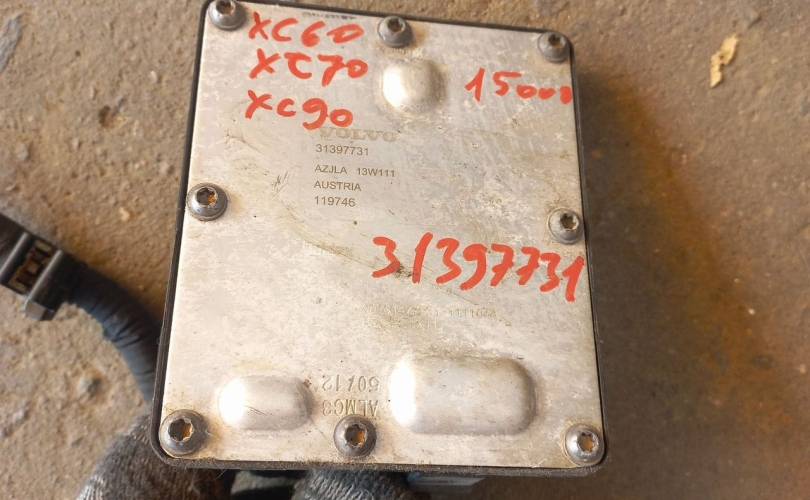 XC60
XC70
XC90
15000
VOLVO
31397731
AZJLA 13W111
AUSTRIA
119746
31397731